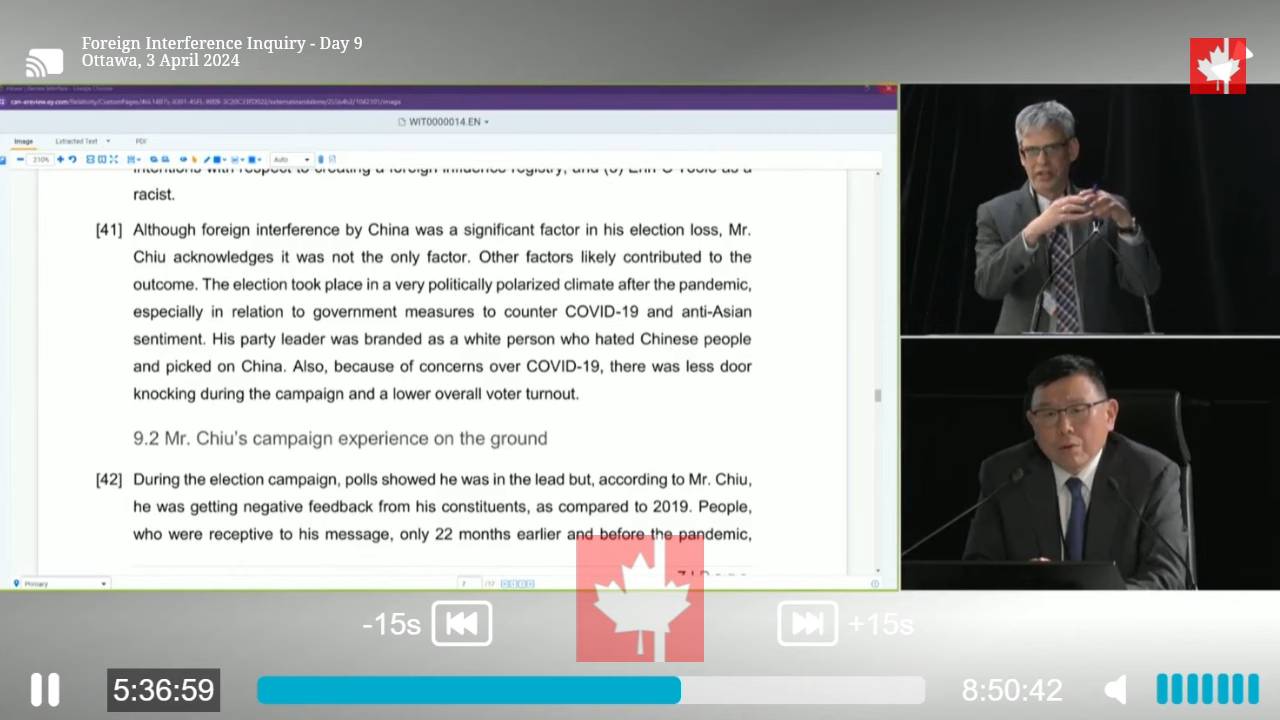 Foreign Interference Inquiry - Day 9
Ottawa, 3 April 2024
WIT0000014.EN
Image
Extracted Text
PDF
210%
Auto
racist.
[41] Although foreign interference by China was a significant factor in his election loss, Mr.
Chiu acknowledges it was not the only factor. Other factors likely contributed to the
outcome. The election took place in a very politically polarized climate after the pandemic,
especially in relation to government measures to counter COVID-19 and anti-Asian
sentiment. His party leader was branded as a white person who hated Chinese people
and picked on China. Also, because of concerns over COVID-19, there was less door
knocking during the campaign and a lower overall voter turnout.
9.2 Mr. Chiu's campaign experience on the ground
[42] During the election campaign, polls showed he was in the lead but, according to Mr. Chiu,
he was getting negative feedback from his constituents, as compared to 2019. People,
who were receptive to his message, only 22 months earlier and before the pandemic,
Primary
7 /17
-15s
+15s
5:36:59
8:50:42